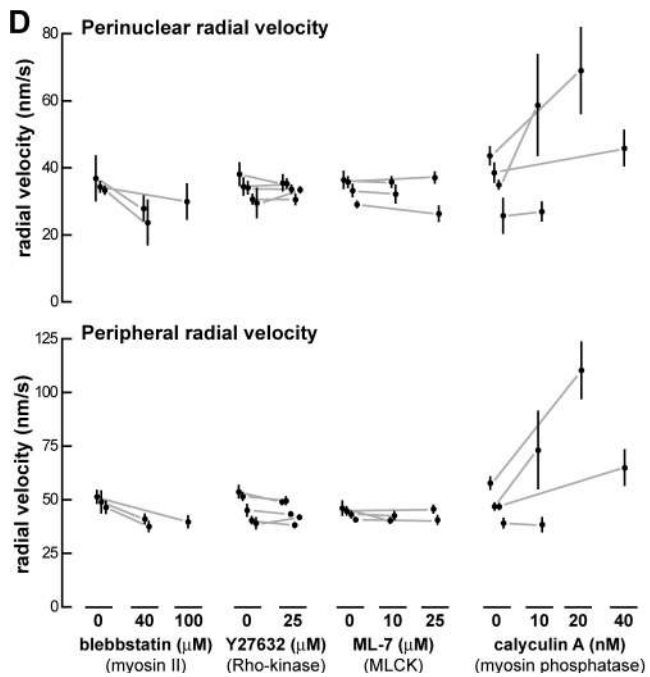 D
Perinuclear radial velocity
radial velocity (nm/s)
80
60
40
20
0
Peripheral radial velocity
radial velocity (nm/s)
125
100
75
50
25
0
0 40 100 0 25 0 10 25 0 10 20 40
blebbstatin (μM) Y27632 (μM) ML-7 (μM) calyculin A (nM)
(myosin II) (Rho-kinase) (MLCK) (myosin phosphatase)